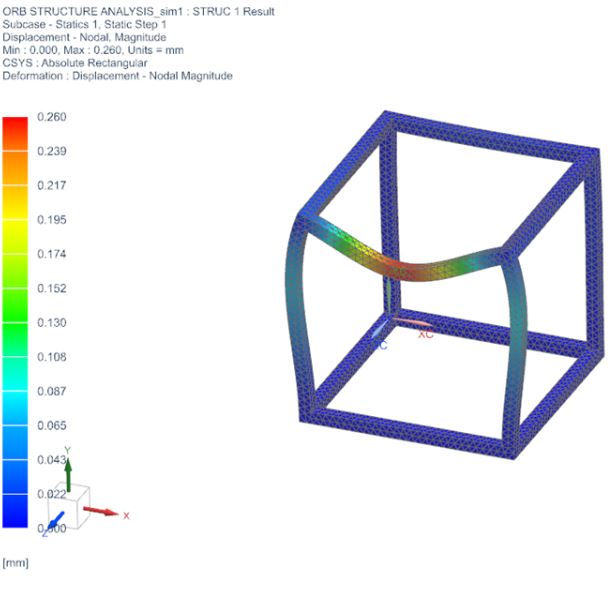 ORB STRUCTURE ANALYSIS_sim1 : STRUC 1 Result
Subcase - Statics 1, Static Step 1
Displacement - Nodal, Magnitude
Min : 0.000, Max : 0.260, Units = mm
CSYS : Absolute Rectangular
Deformation : Displacement - Nodal Magnitude
0.260
0.239
0.217
0.195
0.174
0.152
0.130
0.108
0.087
0.065
0.043
0.022
0.000
[mm]
XC
Y
X
Z